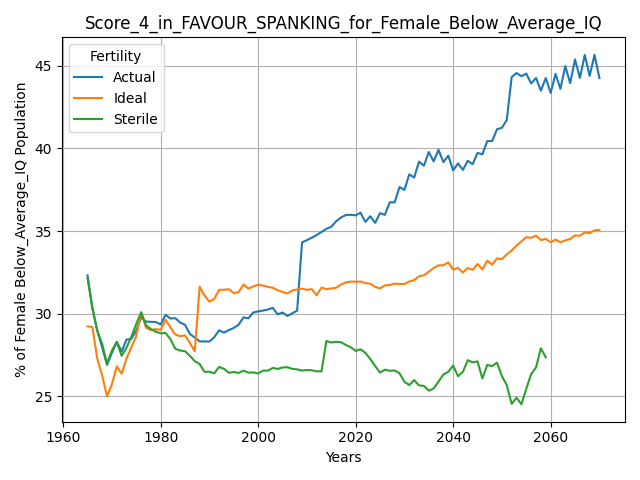 Score_4_in_FAVOUR_SPANKING_for_Female_Below_Average_IQ
Fertility
Actual
Ideal
Sterile
% of Female Below_Average_IQ Population
45
40
35
30
25
1960
1980
2000
2020
2040
2060
Years